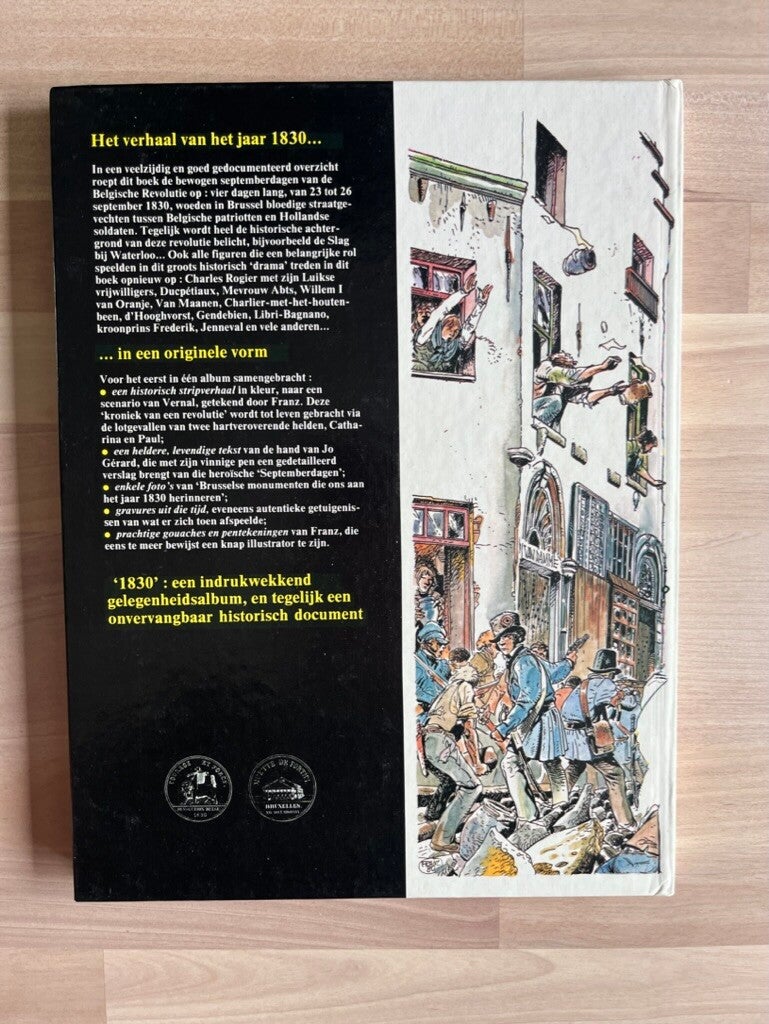 Het verhaal van het jaar 1830...
In een veelzijdig en goed gedocumenteerd overzicht
roept dit boek de bewogen septemberdagen van de
Belgische Revolutie op : vier dagen lang, van 23 tot 26
september 1830, woeden in Brussel bloedige straatge-
vechten tussen Belgische patriotten en Hollandse
soldaten. Tegelijk wordt heel de historische achter-
grond van deze revolutie belicht, bijvoorbeeld de Slag
bij Waterloo... Ook alle figuren die een belangrijke rol
speelden in dit groots historisch ‘drama’ treden in dit
boek opnieuw op : Charles Rogier met zijn Luikse
vrijwilligers, Ducpétiaux, Mevrouw Abts, Willem I
van Oranje, Van Maanen, Charlier-met-het-houten-
been, d’Hooghvorst, Gendebien, Libri-Bagnano,
kroonprins Frederik, Jenneval en vele anderen...
... in een originele vorm
Voor het eerst in één album samengebracht :
● een historisch stripverhaal in kleur, naar een
scenario van Vernal, getekend door Franz. Deze
‘kroniek van een revolutie’ wordt tot leven gebracht via
de lotgevallen van twee hartveroverende helden, Catha-
rina en Paul;
● een heldere, levendige tekst van de hand van Jo
Gérard, die met zijn vinnige pen een gedetailleerd
verslag brengt van die heroïsche ‘Septemberdagen’;
● enkele foto’s van ‘Brusselse monumenten die ons aan
het jaar 1830 herinneren’;
● gravures uit die tijd, eveneens autentieke getuigenis-
sen van wat er zich toen afspeelde;
● prachtige gouaches en pentekeningen van Franz, die
eens te meer bewijst een knap illustrator te zijn.
‘1830’ : een indrukwekkend
gelegenheidsalbum, en tegelijk een
onvervangbaar historisch document
BRUXELLES
1830